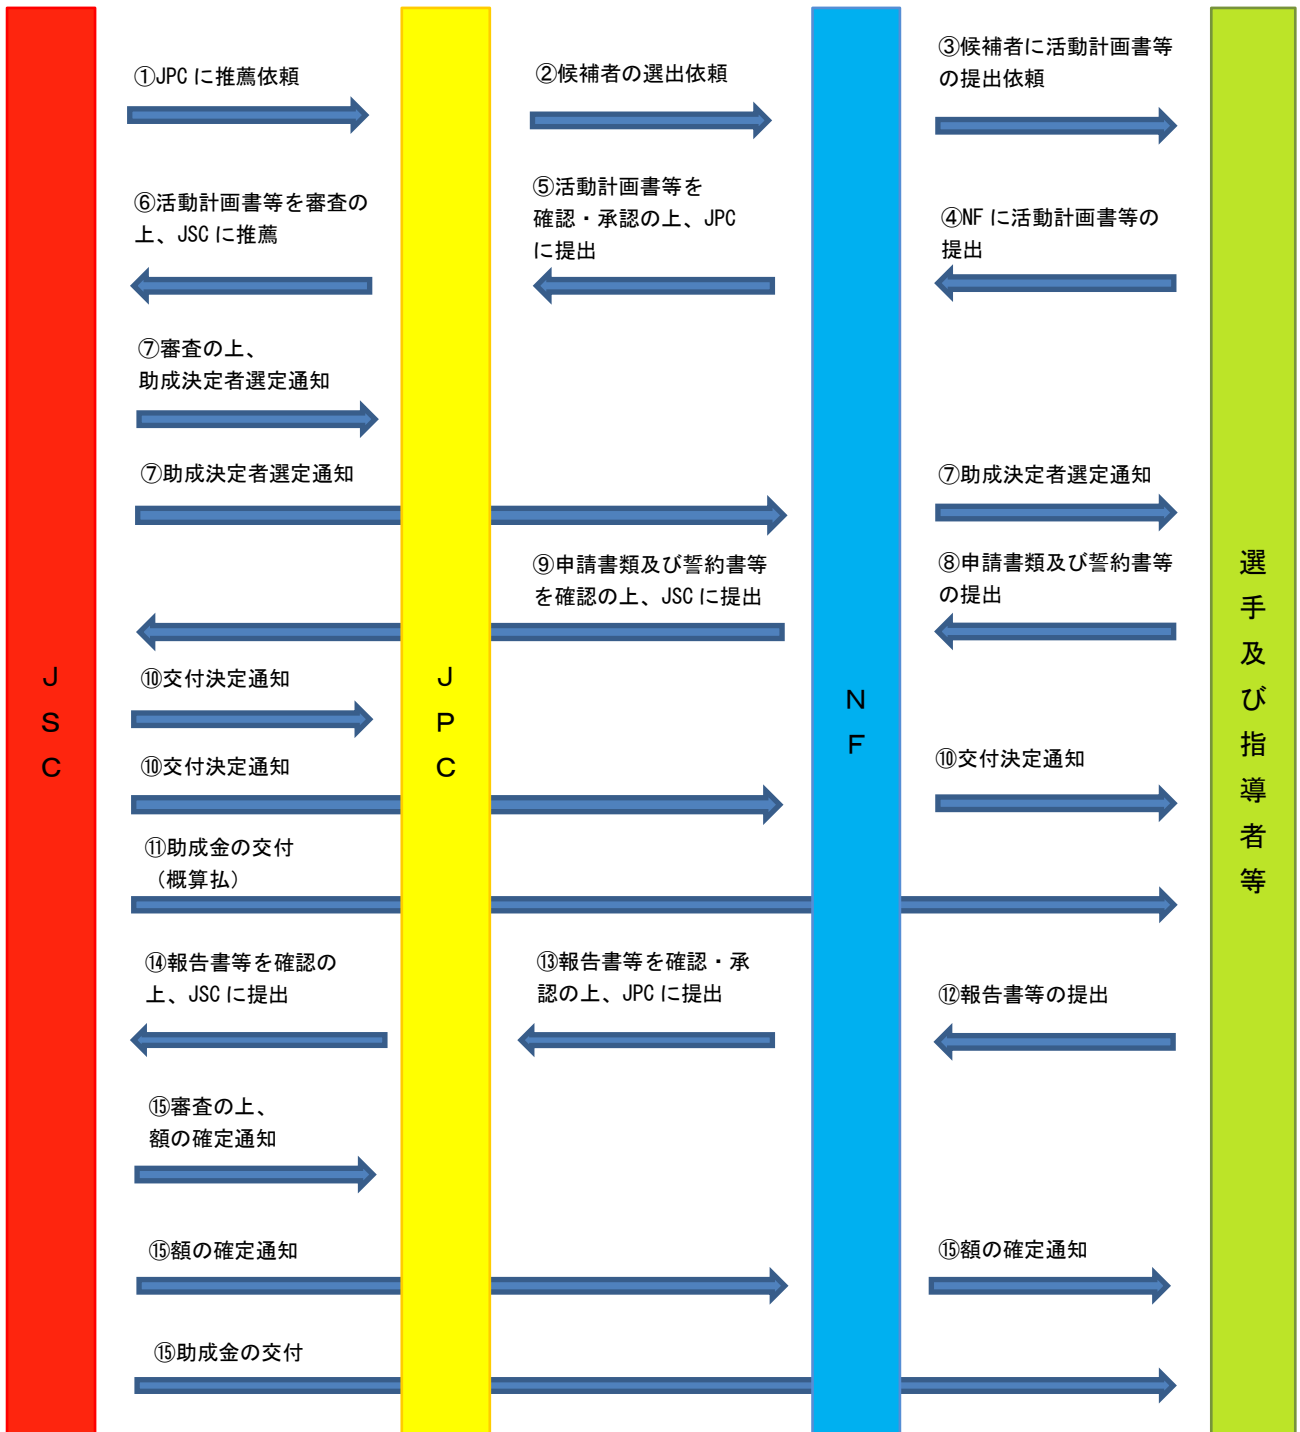 ①JPC に推薦依頼
②候補者の選出依頼
③候補者に活動計画書等
の提出依頼
⑥活動計画書等を審査の
上、JSC に推薦
⑤活動計画書等を
確認・承認の上、JPC
に提出
④NF に活動計画書等の
提出
⑦審査の上、
助成決定者選定通知
⑦助成決定者選定通知
⑦助成決定者選定通知
⑨申請書類及び誓約書等
を確認の上、JSC に提出
⑧申請書類及び誓約書等
の提出
JSC
JPC
NF
選手及び指導者等
⑩交付決定通知
⑩交付決定通知
⑩交付決定通知
⑪助成金の交付
（概算払）
⑭報告書等を確認の
上、JSC に提出
⑬報告書等を確認・承
認の上、JPC に提出
⑫報告書等の提出
⑮審査の上、
額の確定通知
⑮額の確定通知
⑮額の確定通知
⑮助成金の交付